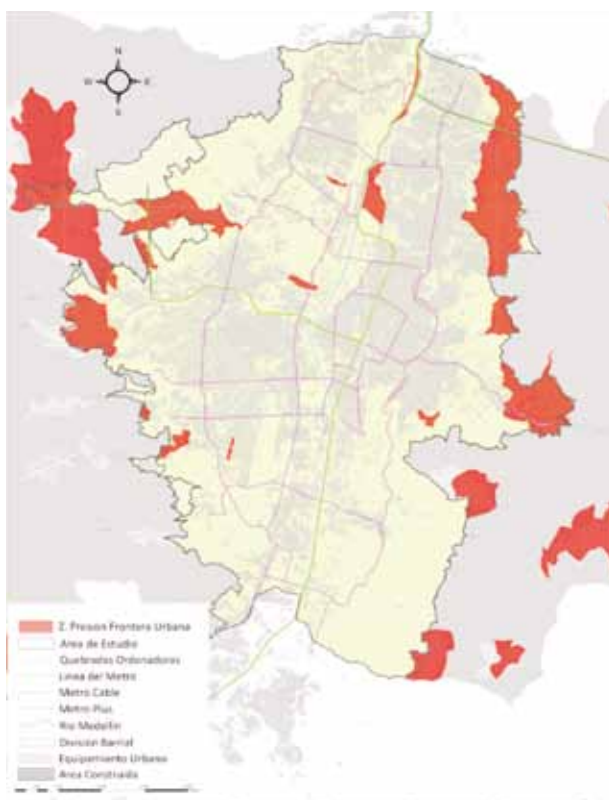 N
W E
S
Z. Presion Frontera Urbana
Area de Estudio
Quebradas Ordenadoras
Linea del Metro
Metro Cable
Metro Plus
Rio Medellin
Division Barrial
Equipamiento Urbano
Area Construida